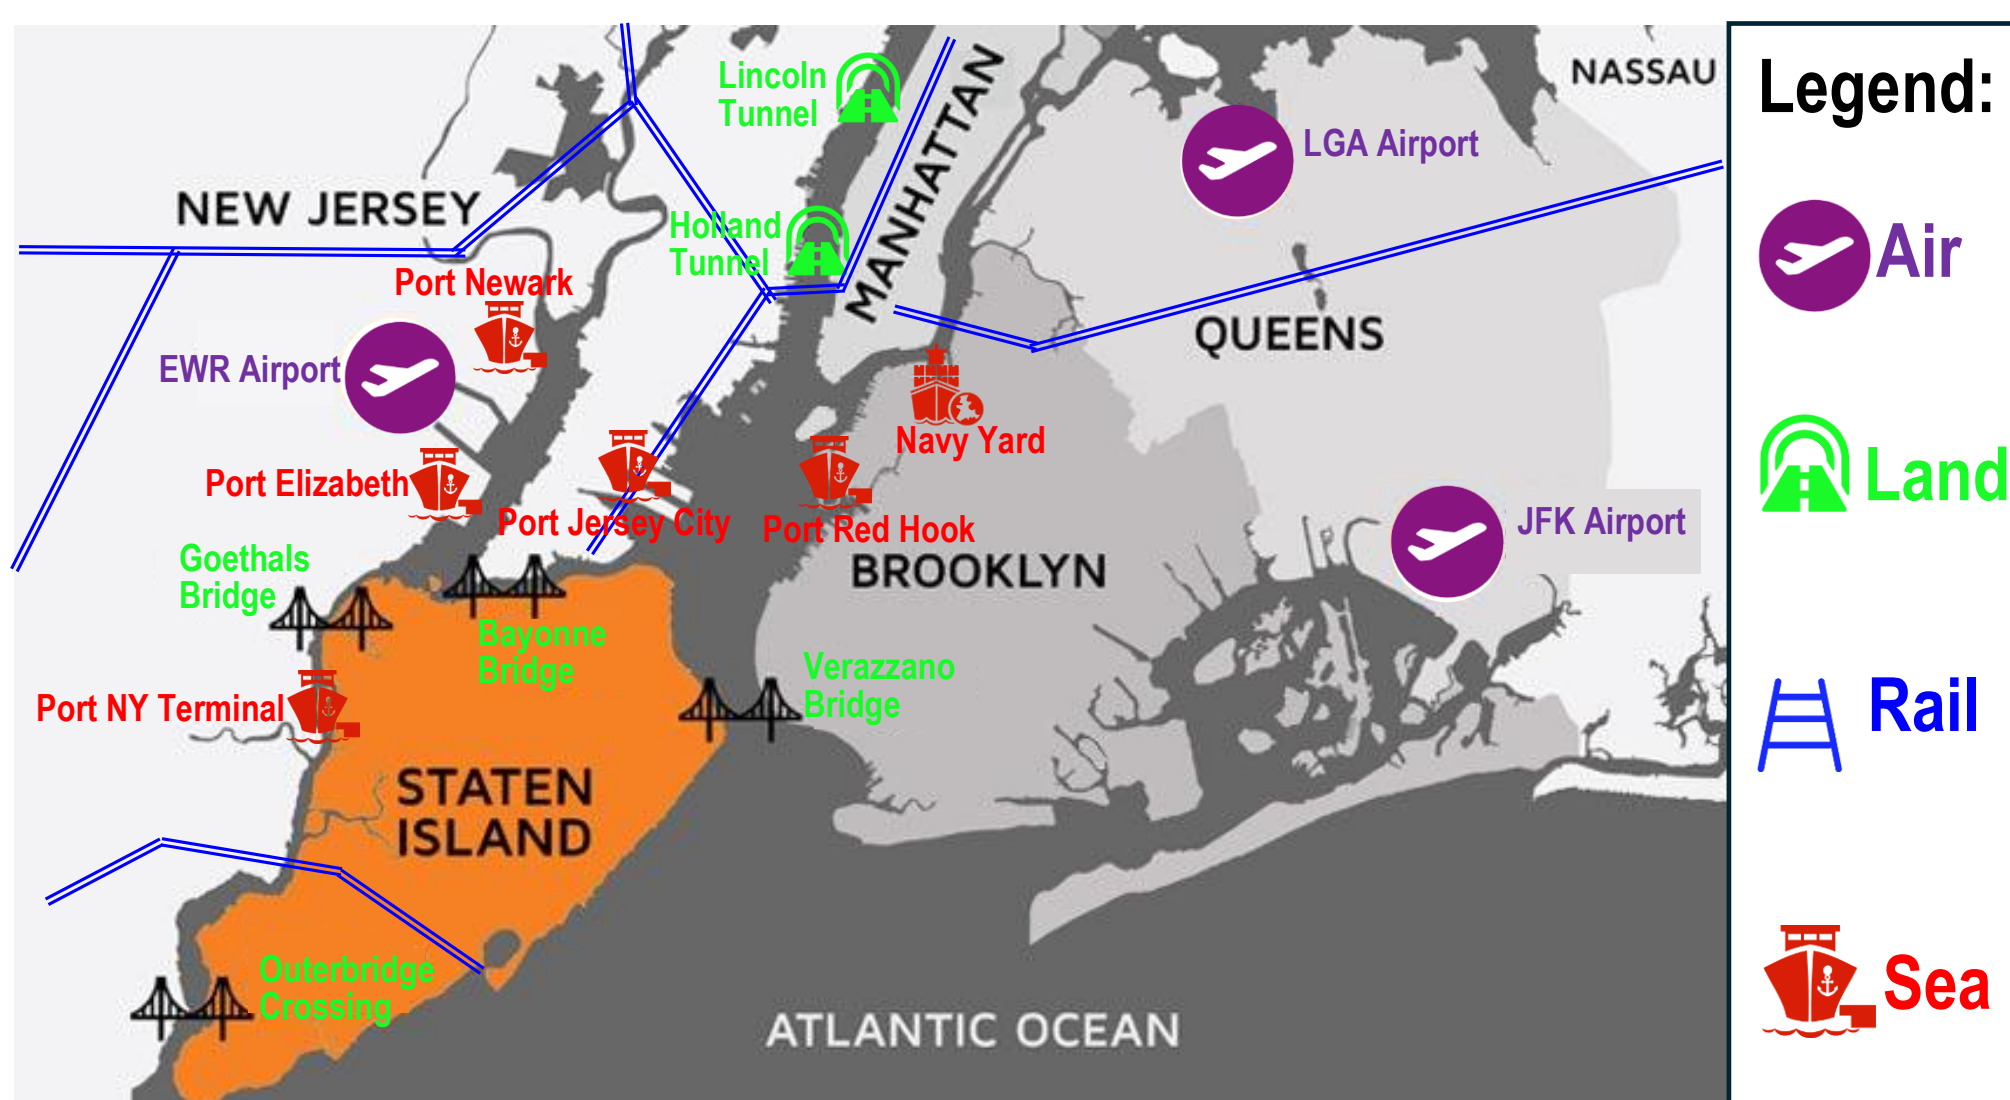 NASSAU
Legend:
Lincoln
Tunnel
MANHATTAN
LGA Airport
NEW JERSEY
Holland
Tunnel
Air
Port Newark
QUEENS
EWR Airport
Navy Yard
Port Elizabeth
Land
Port Jersey City
Port Red Hook
JFK Airport
Goethals
Bridge
BROOKLYN
Bayonne
Bridge
Verazzano
Bridge
Port NY Terminal
Rail
STATEN
ISLAND
Outerbridge
Crossing
ATLANTIC OCEAN
Sea